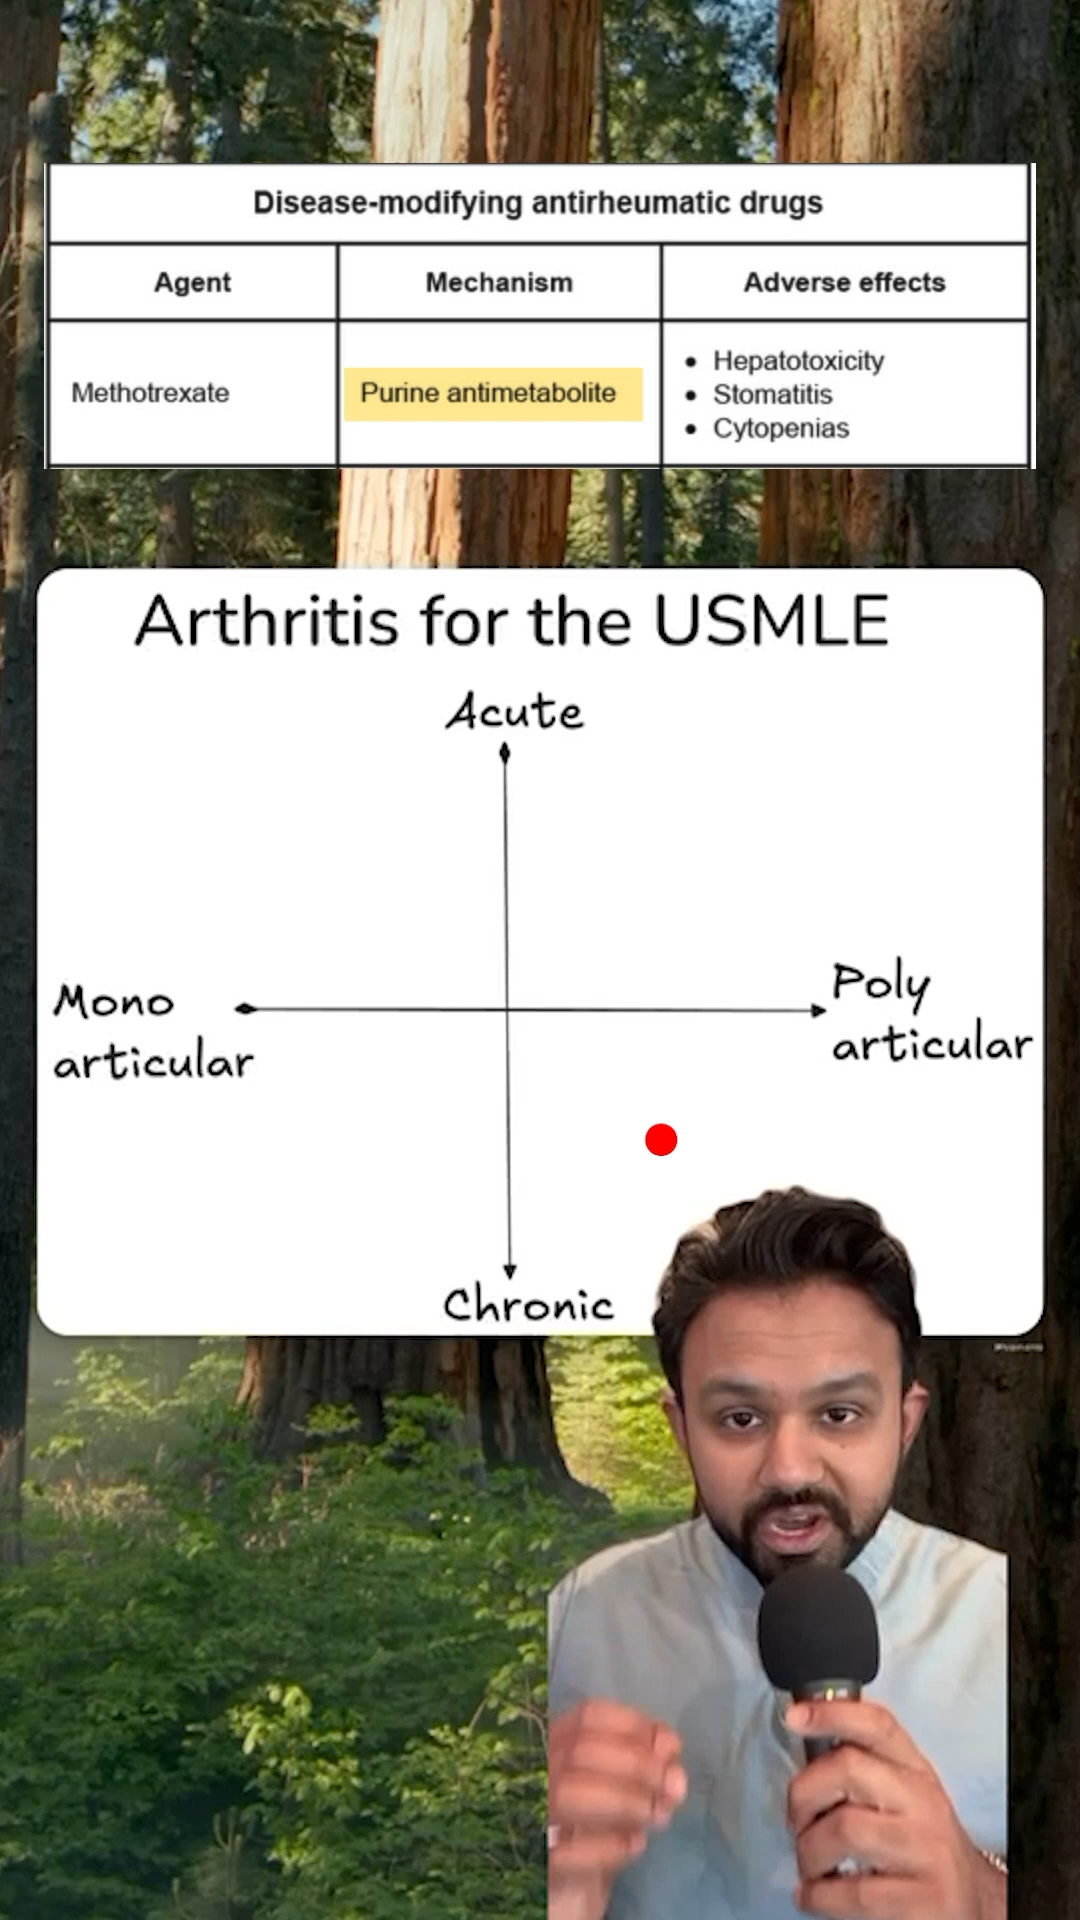 Disease-modifying antirheumatic drugs
Agent Mechanism Adverse effects
Methotrexate Purine antimetabolite
• Hepatotoxicity
• Stomatitis
• Cytopenias
Arthritis for the USMLE
Acute
Mono
articular
Poly
articular
Chronic